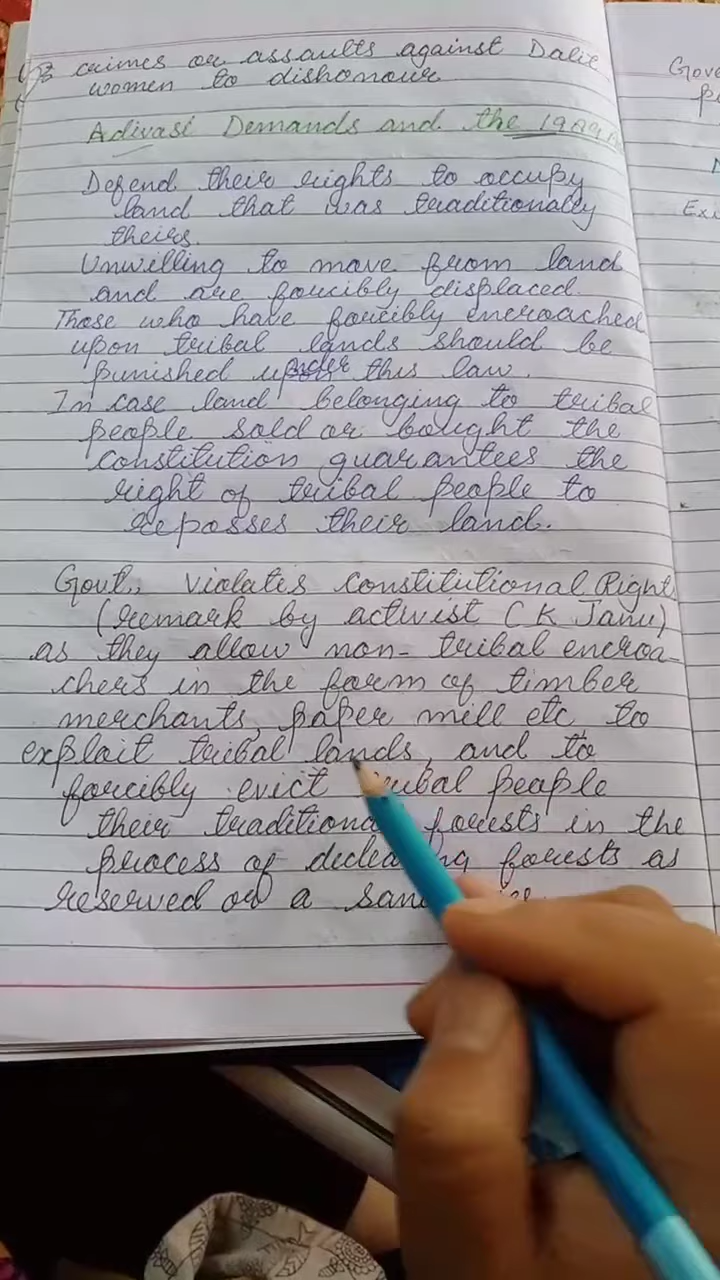 crimes or assaults against Dalit
women to dishonour
Adivasi Demands and the 1989
Defend their rights to occupy
land that was traditionally
theirs.
Unwilling to move from land
and are forcibly displaced.
Those who have forcibly encroached
upon tribal lands should be
punished under this law.
In case land belonging to tribal
people sold or bought the
constitution guarantees the
right of tribal people to
reposses their land.
Govt., violates Constitutional Right
(remark by activist C K Janu)
as they allow non-tribal encroa-
chers in the form of timber
merchants, paper mill etc to
exploit tribal lands, and to
forcibly evict tribal people
their traditional forests in the
process of declearing forests as
reserved or a
Gove
Exi